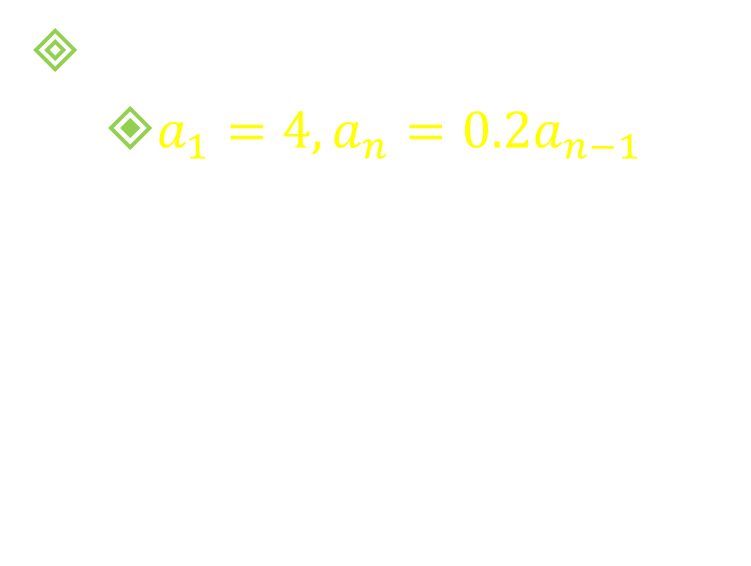 a₁ = 4, aₙ = 0.2aₙ₋₁